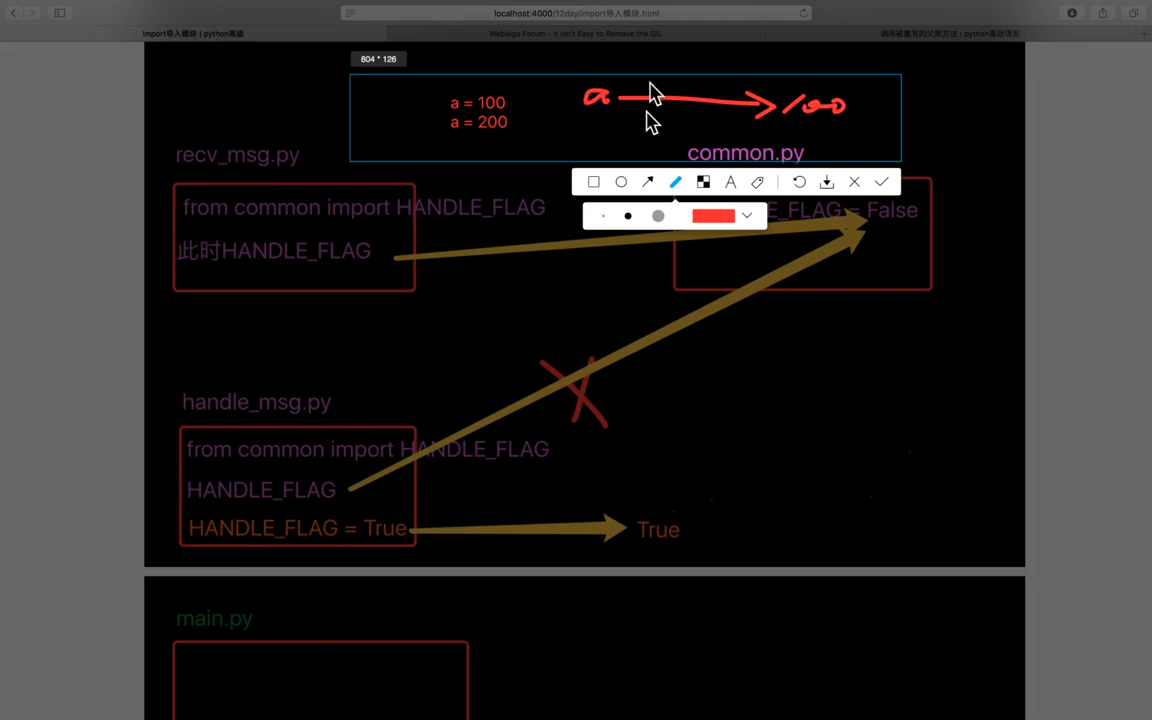 localhost:4000/12day/import导入模块.html
import导入模块 | python高级
Weblogs Forum - It isn't Easy to Remove the GIL
调用被重写的父类方法 | python基础语言
804 * 126
a = 100
a = 200
a 100
recv_msg.py
common.py
from common import HANDLE_FLAG
E_FLAG = False
此时HANDLE_FLAG
handle_msg.py
from common import HANDLE_FLAG
HANDLE_FLAG
HANDLE_FLAG = True
True
main.py